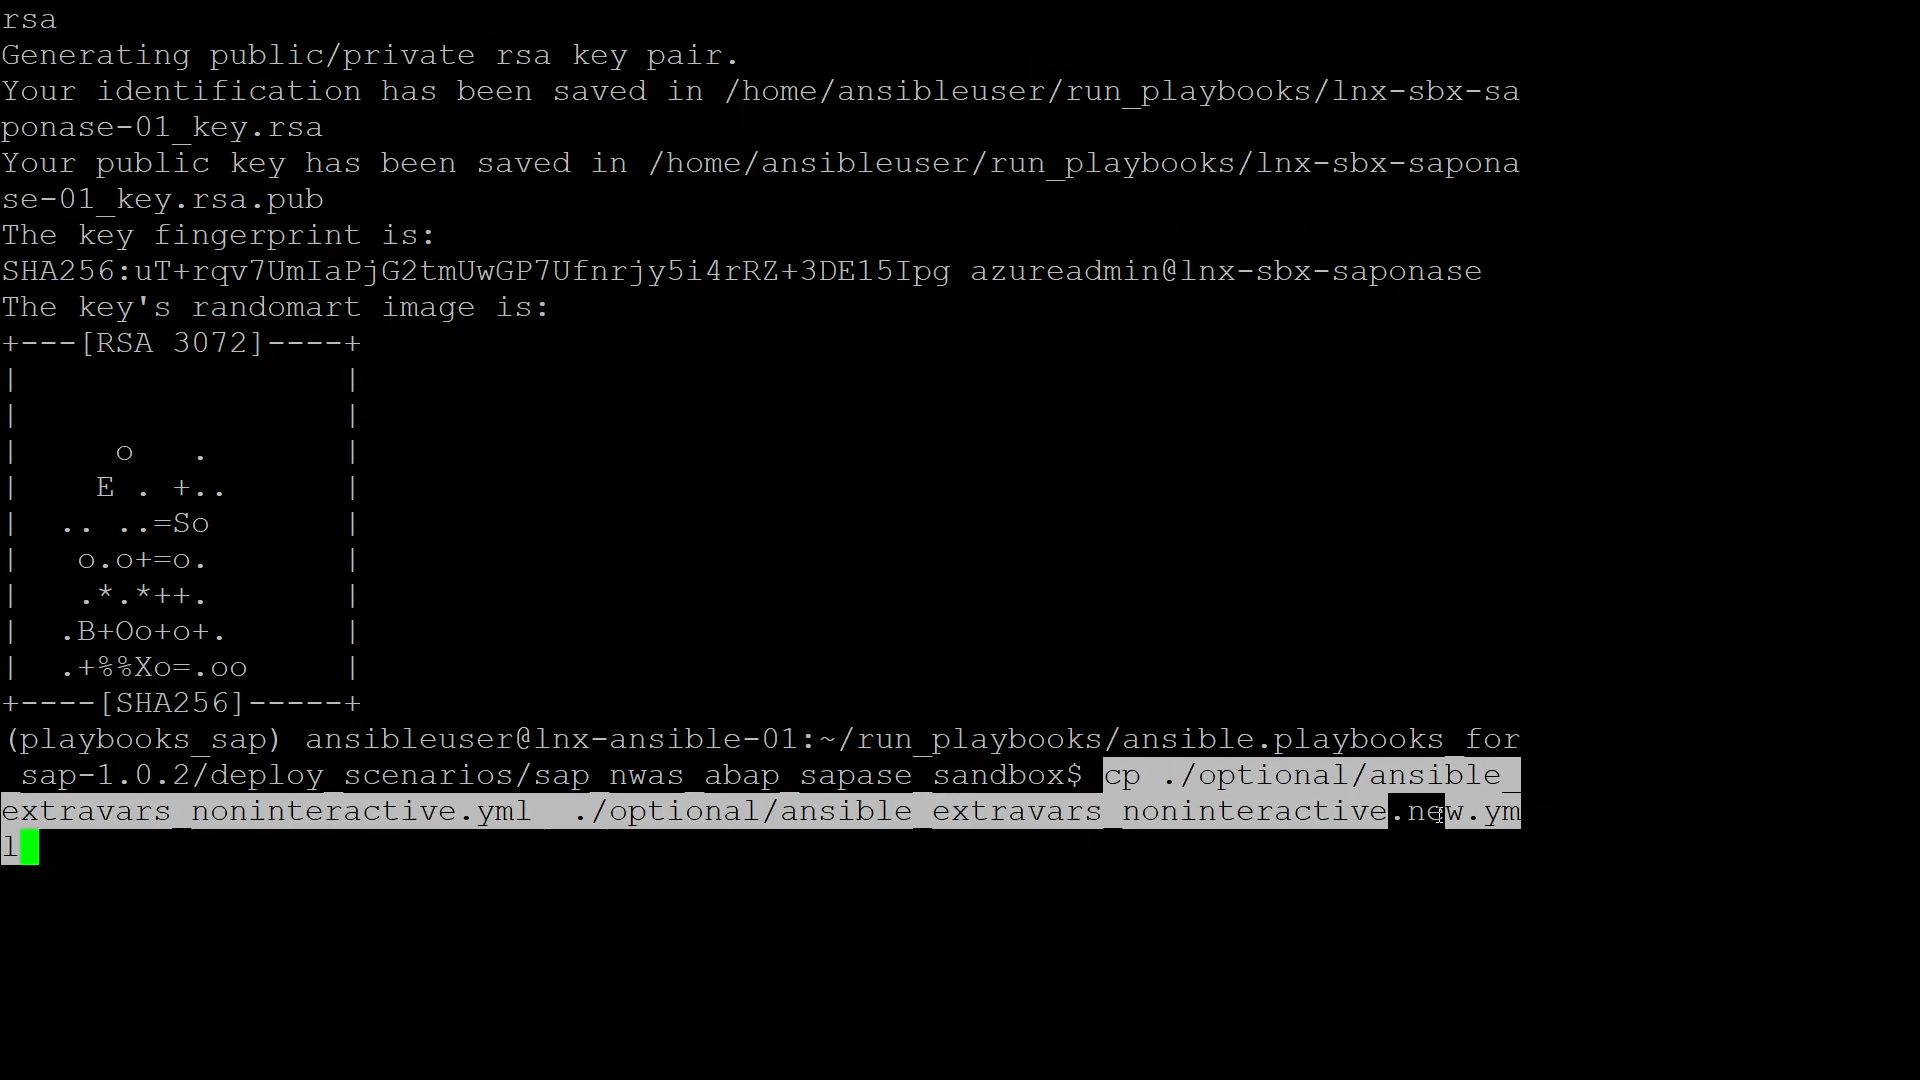 rsa
Generating public/private rsa key pair.
Your identification has been saved in /home/ansibleuser/run_playbooks/lnx-sbx-sa
ponase-01_key.rsa
Your public key has been saved in /home/ansibleuser/run_playbooks/lnx-sbx-sapona
se-01_key.rsa.pub
The key fingerprint is:
SHA256:uT+rqv7UmIaPjG2tmUwGP7Ufnrjy5i4rRZ+3DE15Ipg azureadmin@lnx-sbx-saponase
The key's randomart image is:
+---[RSA 3072]----+
|                 |
|                 |
|     o   .       |
|    E . +..      |
|  .. ..=So       |
|   o.o+=o.       |
|   .*.*++.       |
|  .B+Oo+o+.      |
|  .+%%Xo=.oo     |
+----[SHA256]-----+
(playbooks_sap) ansibleuser@lnx-ansible-01:~/run_playbooks/ansible.playbooks_for
_sap-1.0.2/deploy_scenarios/sap_nwas_abap_sapase_sandbox$ cp ./optional/ansible_
extravars_noninteractive.yml  ./optional/ansible_extravars_noninteractive.new.ym
l